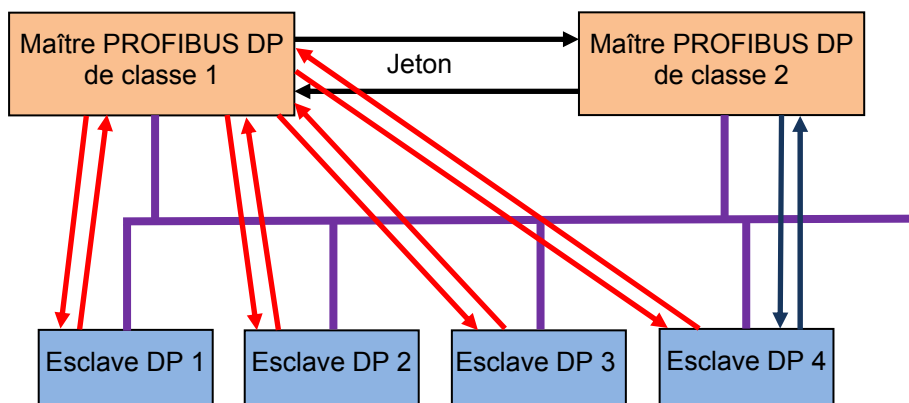 Maître PROFIBUS DP
de classe 1
Jeton
Maître PROFIBUS DP
de classe 2
Esclave DP 1
Esclave DP 2
Esclave DP 3
Esclave DP 4